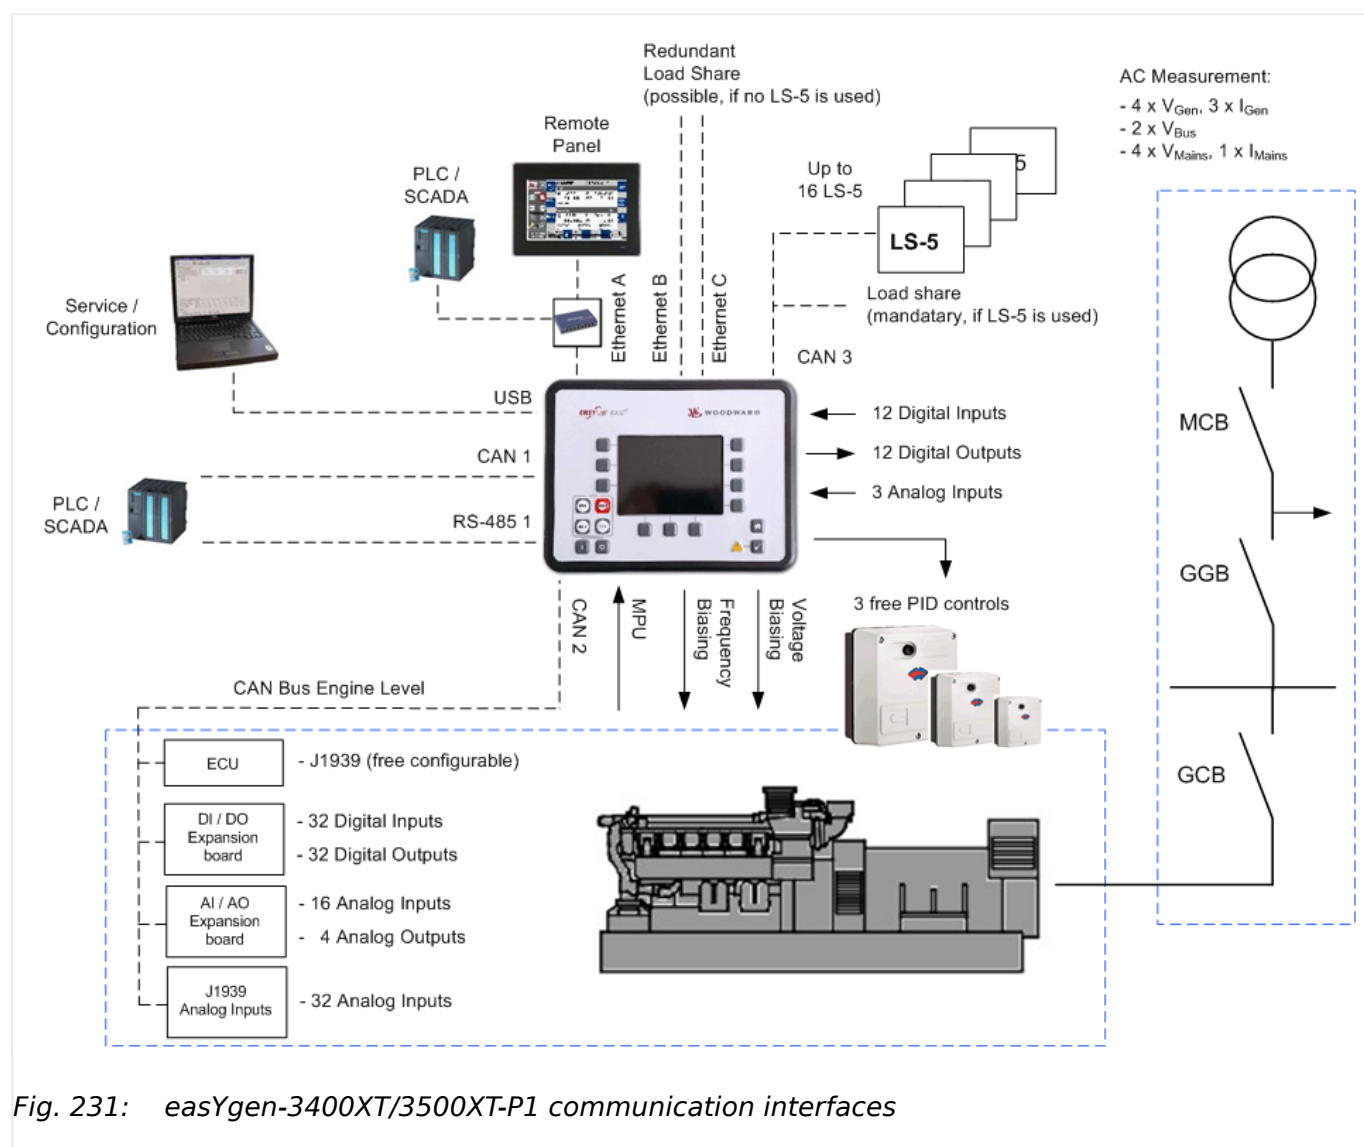 Redundant
Load Share
(possible, if no LS-5 is used)
AC Measurement:
- 4 x VGen, 3 x IGen
- 2 x VBus
- 4 x VMains, 1 x IMains
Remote
Panel
PLC /
SCADA
Up to
16 LS-5
5
LS-5
Service /
Configuration
Ethernet A
Ethernet B
Ethernet C
Load share
(mandatary, if LS-5 is used)
CAN 3
USB
WOODWARD
12 Digital Inputs
MCB
CAN 1
12 Digital Outputs
3 Analog Inputs
PLC /
SCADA
RS-485 1
GGB
CAN 2
MPU
Frequency
Biasing
Voltage
Biasing
3 free PID controls
CAN Bus Engine Level
ECU
- J1939 (free configurable)
GCB
DI / DO
Expansion
board
- 32 Digital Inputs
- 32 Digital Outputs
AI / AO
Expansion
board
- 16 Analog Inputs
- 4 Analog Outputs
J1939
Analog Inputs
- 32 Analog Inputs
Fig. 231: easYgen-3400XT/3500XT-P1 communication interfaces